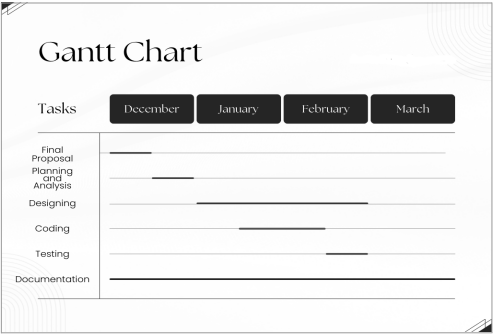 Gantt Chart
Tasks December January February March
Final
Proposal
Planning
and
Analysis
Designing
Coding
Testing
Documentation